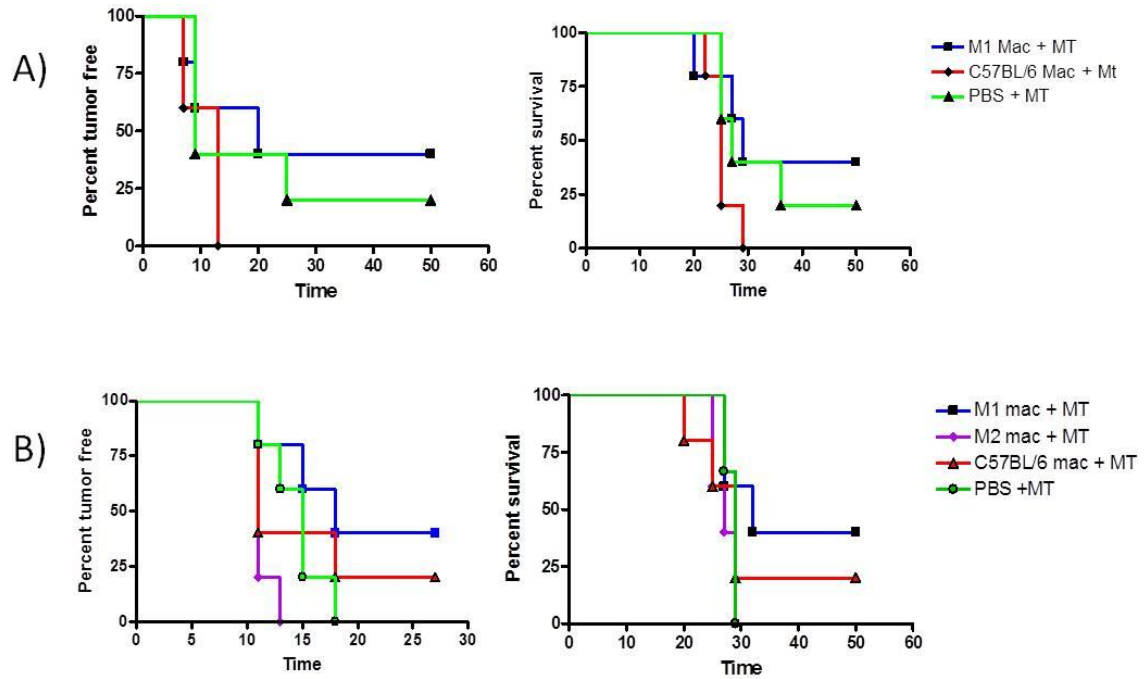 A)
Percent tumor free
100
75
50
25
0
0 10 20 30 40 50 60
Time
Percent survival
100
75
50
25
0
0 10 20 30 40 50 60
Time
M1 Mac + MT
C57BL/6 Mac + Mt
PBS + MT
B)
Percent tumor free
100
75
50
25
0
0 5 10 15 20 25 30
Time
Percent survival
100
75
50
25
0
0 10 20 30 40 50 60
Time
M1 mac + MT
M2 mac + MT
C57BL/6 mac + MT
PBS +MT